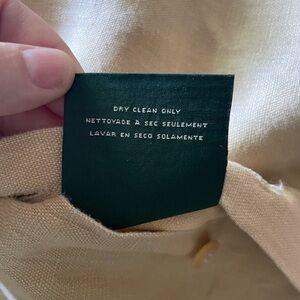 DRY CLEAN ONLY
NETTOYAGE À SEC SEULEMENT
LAVAR EN SECO SOLAMENTE